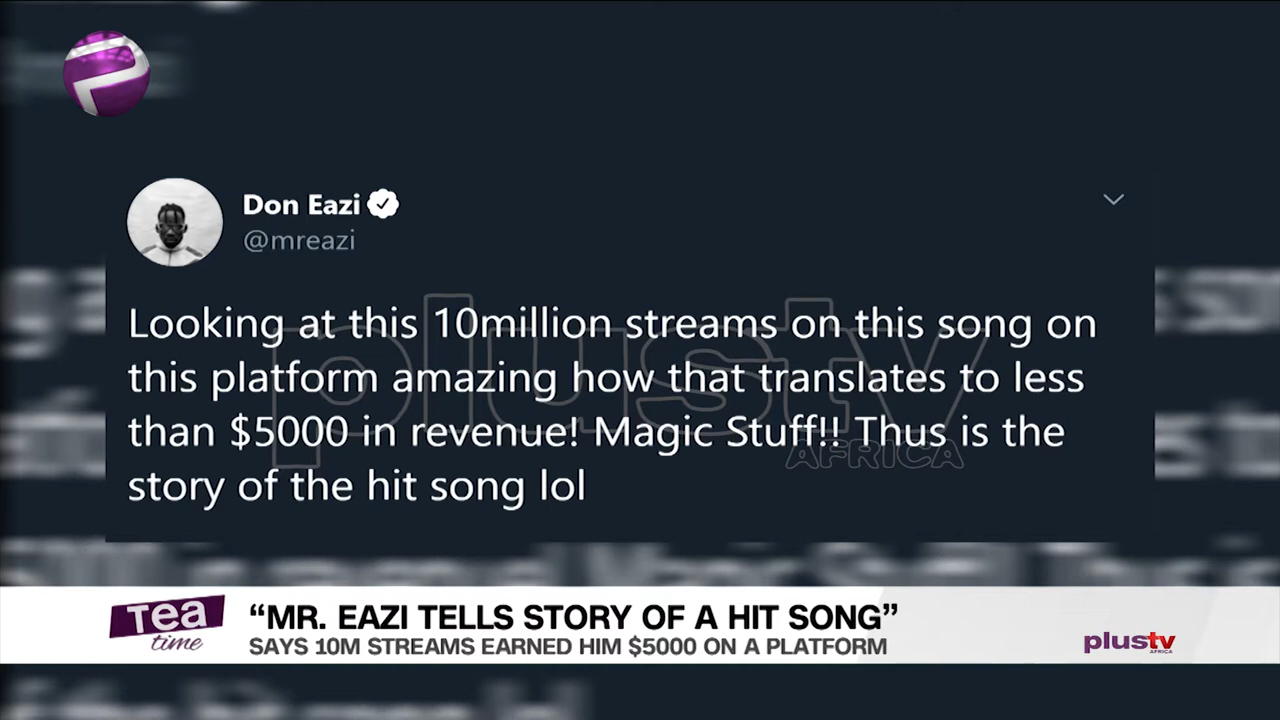 Don Eazi
@mreazi
Looking at this 10million streams on this song on
this platform amazing how that translates to less
than $5000 in revenue! Magic Stuff!! Thus is the
story of the hit song lol
plustv
AFRICA
Tea
time
“MR. EAZI TELLS STORY OF A HIT SONG”
SAYS 10M STREAMS EARNED HIM $5000 ON A PLATFORM
plustv
AFRICA